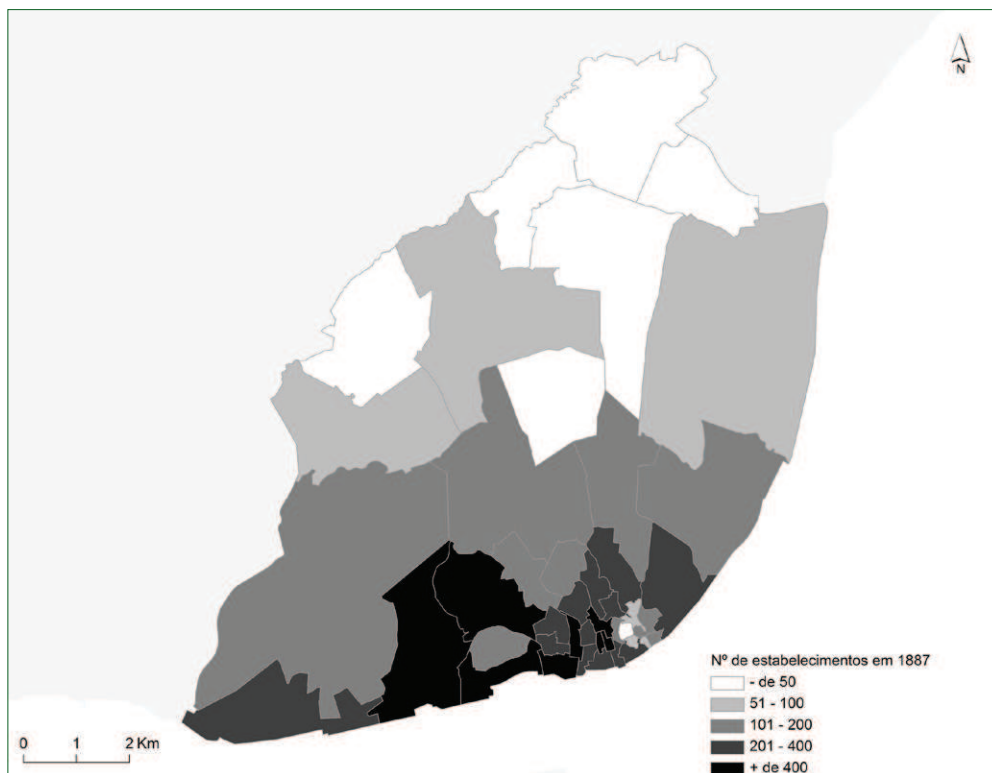 N
Nº de estabelecimentos em 1887
- de 50
51 - 100
101 - 200
201 - 400
+ de 400
0 1 2 Km